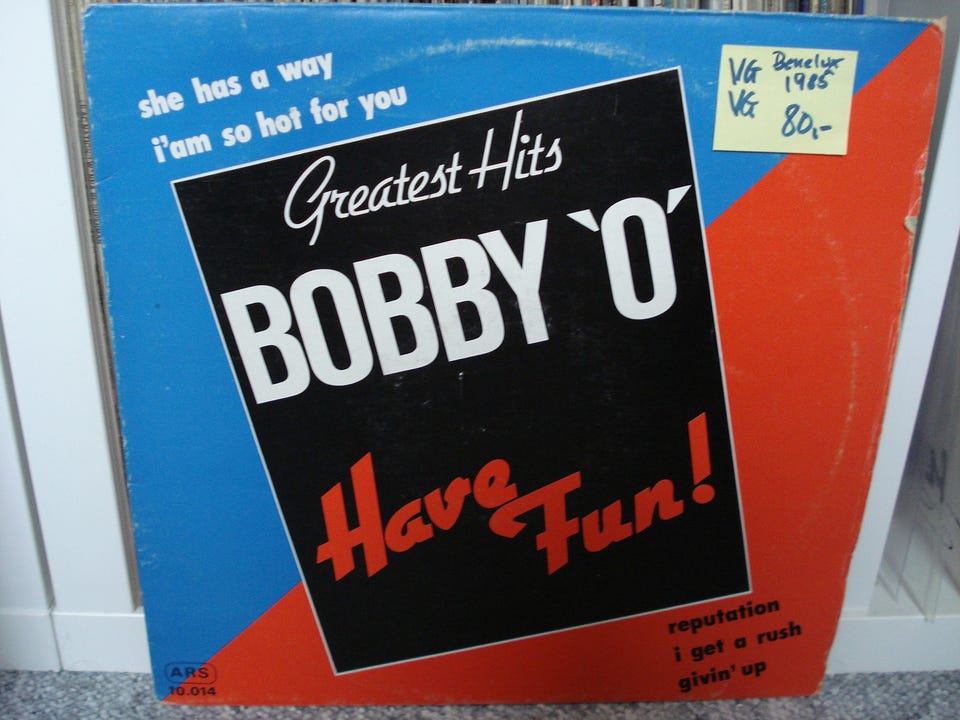 she has a way
i'am so hot for you
VG Benelux
1985
VG 80,-
Greatest Hits
BOBBY 'O'
Have Fun!
reputation
i get a rush
givin' up
ARS
10.014